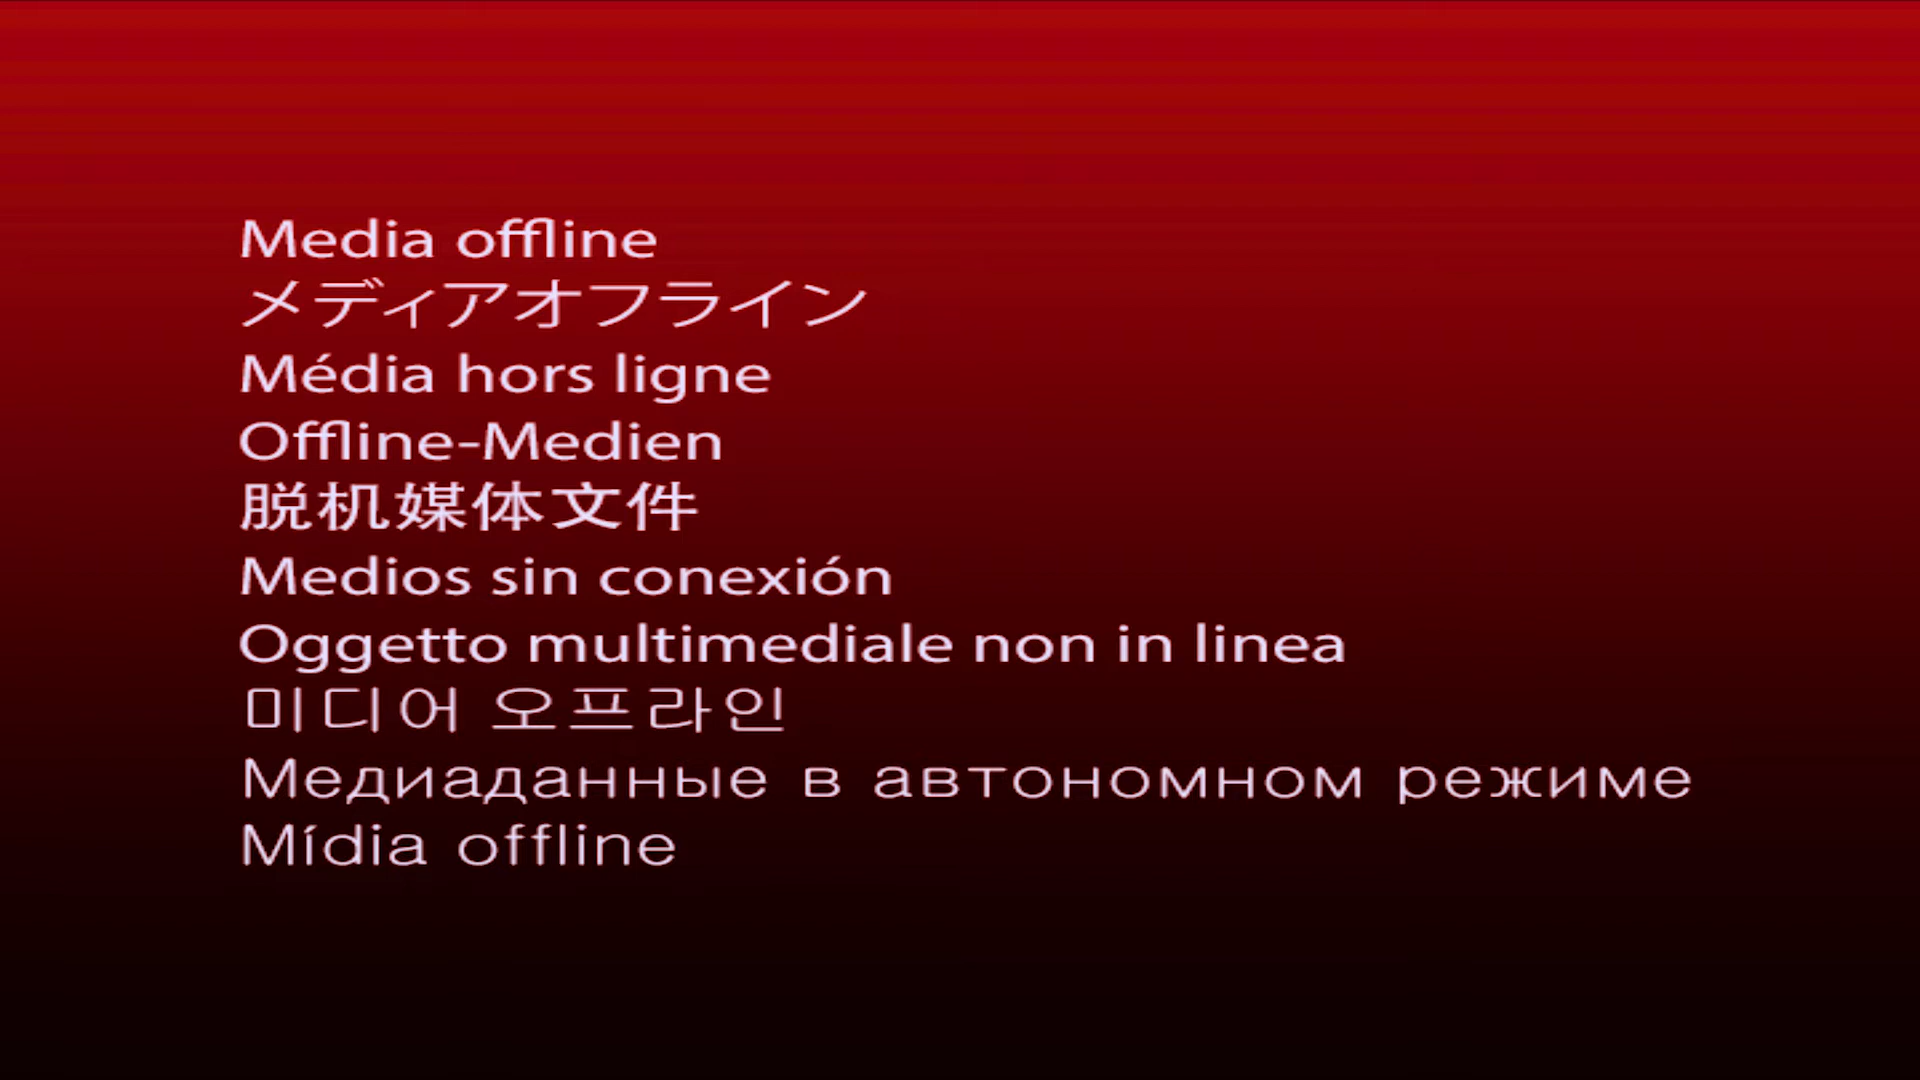 Media offline
メディアオフライン
Média hors ligne
Offline-Medien
脱机媒体文件
Medios sin conexión
Oggetto multimediale non in linea
미디어 오프라인
Медиаданные в автономном режиме
Mídia offline